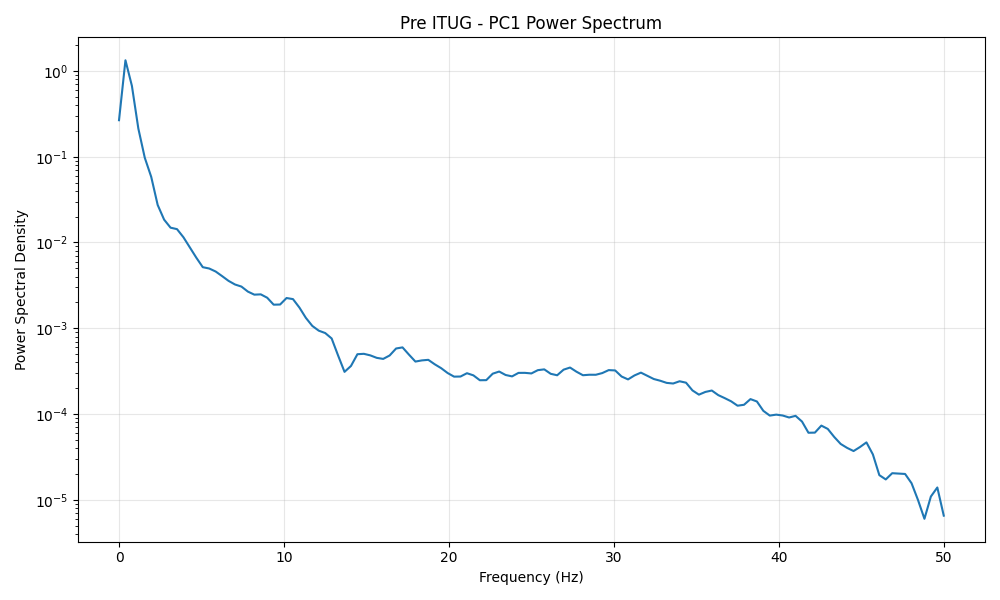 Pre ITUG - PC1 Power Spectrum
Power Spectral Density
10⁰
10⁻¹
10⁻²
10⁻³
10⁻⁴
10⁻⁵
0 10 20 30 40 50
Frequency (Hz)